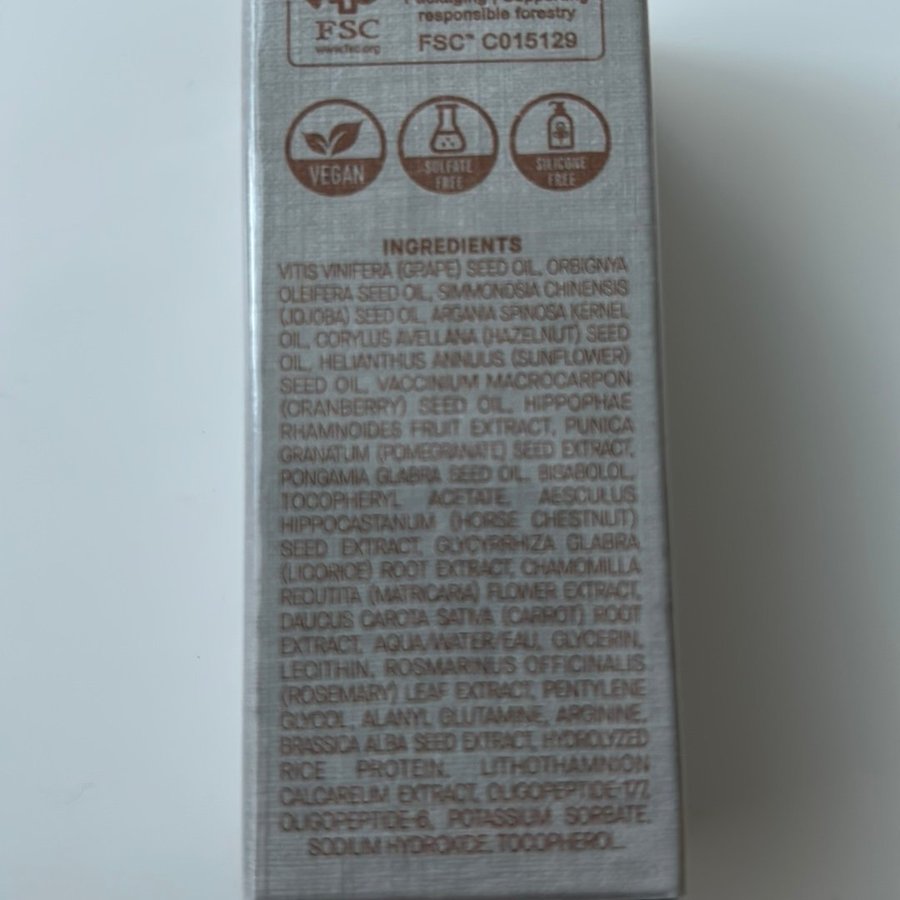 Packaging | Supporting
responsible forestry
FSC
www.fsc.org
FSC™ C015129
VEGAN
SULFATE
FREE
SILICONE
FREE
INGREDIENTS
VITIS VINIFERA (GRAPE) SEED OIL, ORBIGNYA
OLEIFERA SEED OIL, SIMMONDSIA CHINENSIS
(JOJOBA) SEED OIL, ARGANIA SPINOSA KERNEL
OIL, CORYLUS AVELLANA (HAZELNUT) SEED
OIL, HELIANTHUS ANNUUS (SUNFLOWER)
SEED OIL, VACCINIUM MACROCARPON
(CRANBERRY) SEED OIL, HIPPOPHAE
RHAMNOIDES FRUIT EXTRACT, PUNICA
GRANATUM (POMEGRANATE) SEED EXTRACT,
PONGAMIA GLABRA SEED OIL, BISABOLOL,
TOCOPHERYL ACETATE, AESCULUS
HIPPOCASTANUM (HORSE CHESTNUT)
SEED EXTRACT, GLYCYRRHIZA GLABRA
(LICORICE) ROOT EXTRACT, CHAMOMILLA
RECUTITA (MATRICARIA) FLOWER EXTRACT,
DAUCUS CAROTA SATIVA (CARROT) ROOT
EXTRACT, AQUA/WATER/EAU, GLYCERIN,
LECITHIN, ROSMARINUS OFFICINALIS
(ROSEMARY) LEAF EXTRACT, PENTYLENE
GLYCOL, ALANYL GLUTAMINE, ARGININE,
BRASSICA ALBA SEED EXTRACT, HYDROLYZED
RICE PROTEIN, LITHOTHAMNION
CALCAREUM EXTRACT, OLIGOPEPTIDE-177,
OLIGOPEPTIDE-6, POTASSIUM SORBATE,
SODIUM HYDROXIDE, TOCOPHEROL.